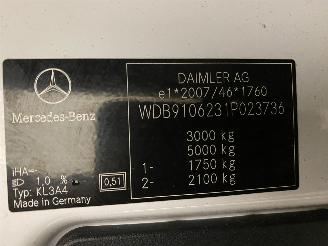 DAIMLER AG
e1*2007/46*1760
WDB9106231P023736
Mercedes-Benz
3000 kg
5000 kg
1- 1750 kg
2- 2100 kg
iHA-
1.0 % 0,51
Typ: KL3A4
Made in Germany